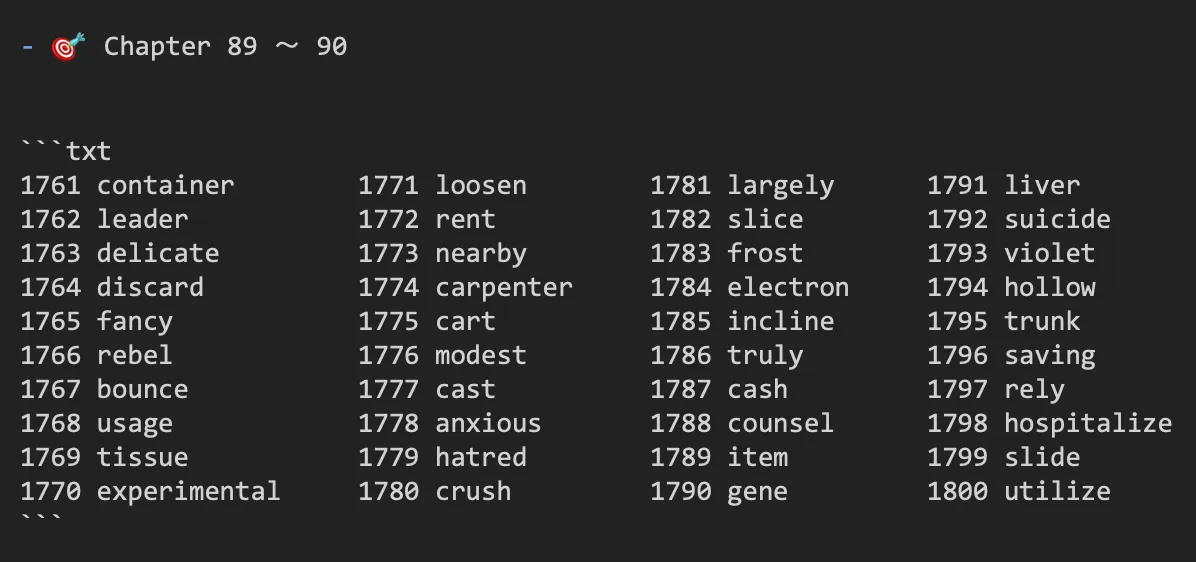 - 🎯 Chapter 89 ～ 90
```txt
1761 container 1771 loosen 1781 largely 1791 liver
1762 leader 1772 rent 1782 slice 1792 suicide
1763 delicate 1773 nearby 1783 frost 1793 violet
1764 discard 1774 carpenter 1784 electron 1794 hollow
1765 fancy 1775 cart 1785 incline 1795 trunk
1766 rebel 1776 modest 1786 truly 1796 saving
1767 bounce 1777 cast 1787 cash 1797 rely
1768 usage 1778 anxious 1788 counsel 1798 hospitalize
1769 tissue 1779 hatred 1789 item 1799 slide
1770 experimental 1780 crush 1790 gene 1800 utilize
```